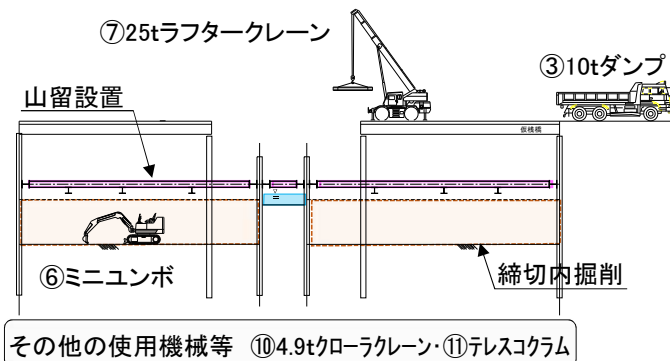 ⑦25tラフタークレーン
③10tダンプ
山留設置
仮桟橋
⑥ミニユンボ
締切内掘削
その他の使用機械等 ⑩4.9tクローラクレーン・⑪テレスコクラム